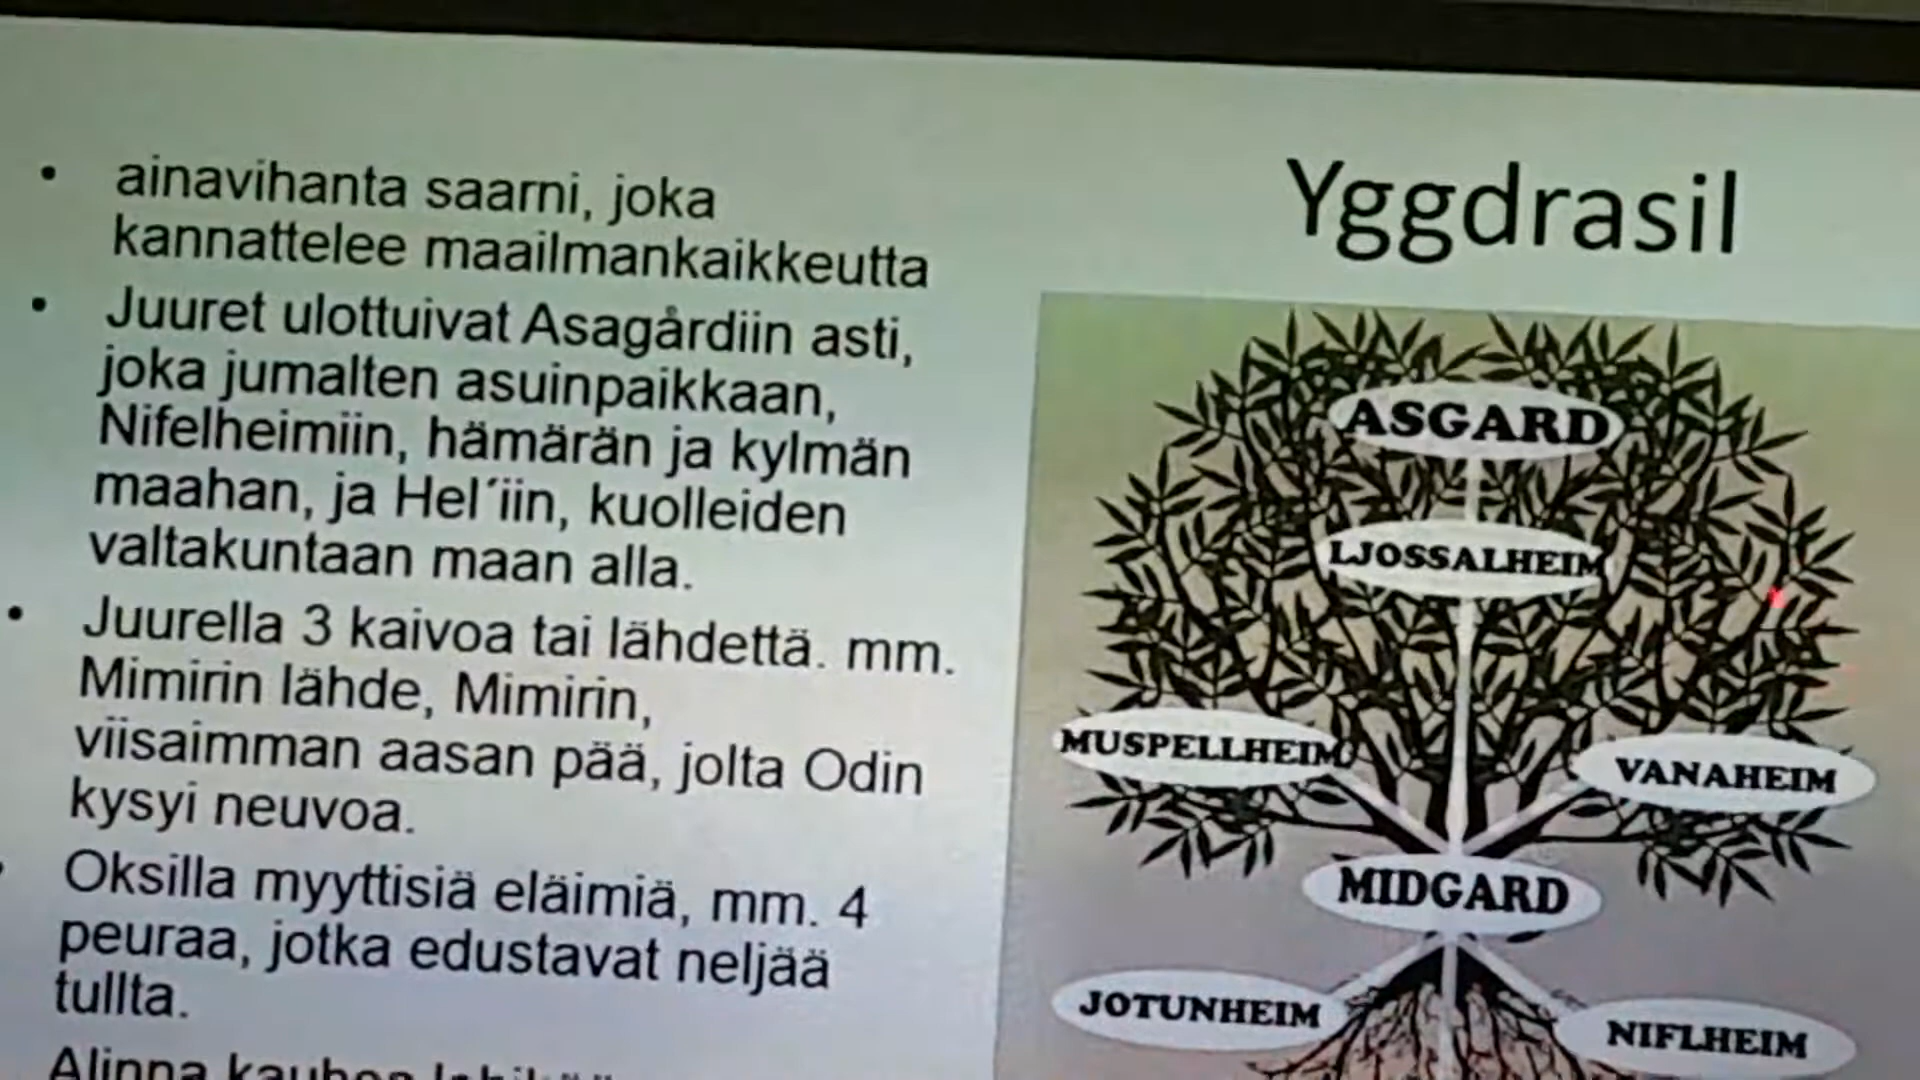 Yggdrasil
ainavihanta saarni, joka
kannattelee maailmankaikkeutta
Juuret ulottuivat Asagårdiin asti,
joka jumalten asuinpaikkaan,
Nifelheimiin, hämärän ja kylmän
maahan, ja Hel´iin, kuolleiden
valtakuntaan maan alla.
Juurella 3 kaivoa tai lähdettä. mm.
Mimirin lähde, Mimirin,
viisaimman aasan pää, jolta Odin
kysyi neuvoa.
Oksilla myyttisiä eläimiä, mm. 4
peuraa, jotka edustavat neljää
tullta.
Alinna
ASGARD
LJOSSALHEIM
MUSPELLHEIM
VANAHEIM
MIDGARD
JOTUNHEIM
NIFLHEIM